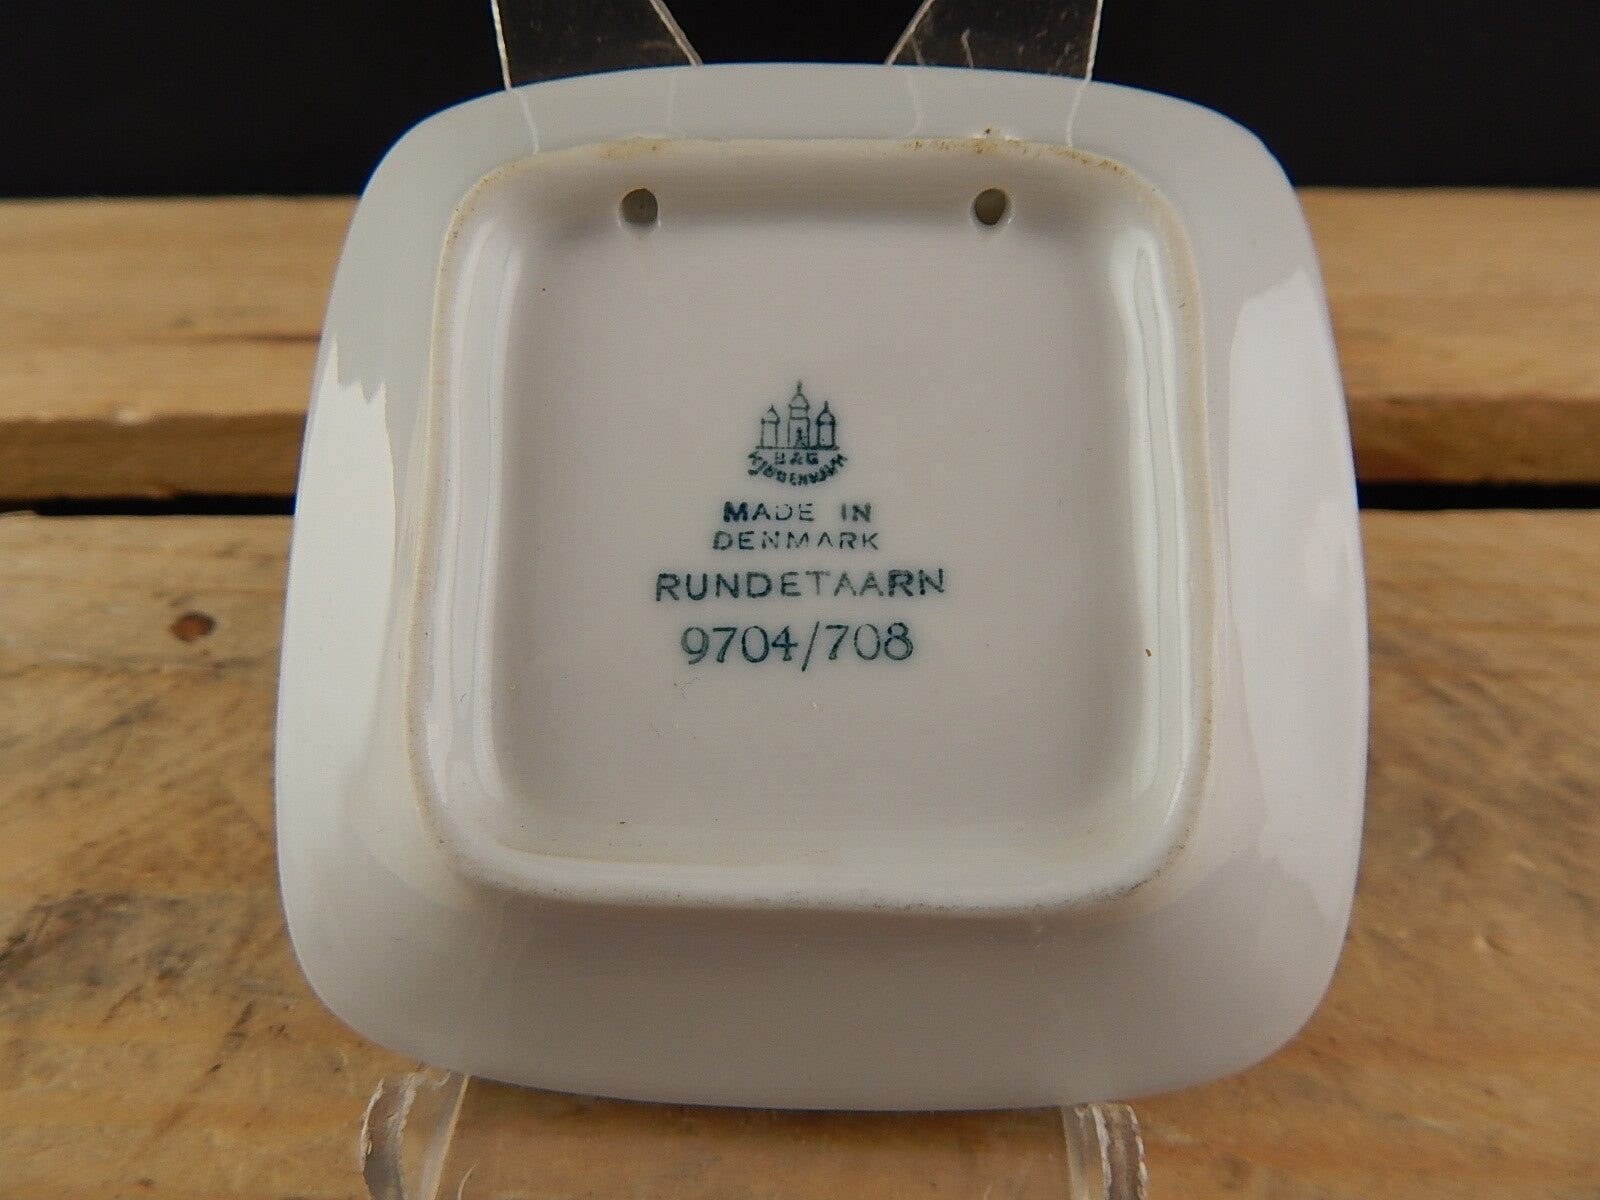 B&G
KJØBENHAVN
MADE IN
DENMARK
RUNDETAARN
9704/708